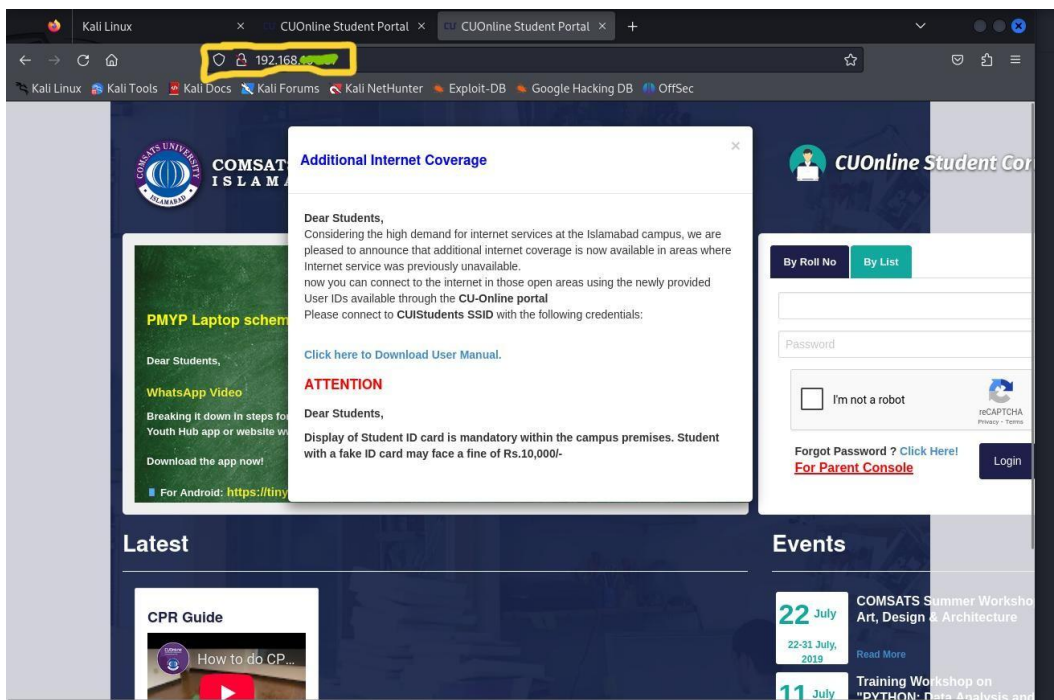 Kali Linux
CUOnline Student Portal
CUOnline Student Portal
192.168.
Kali Linux Kali Tools Kali Docs Kali Forums Kali NetHunter Exploit-DB Google Hacking DB OffSec
COMSATS UNIVERSITY
ISLAMABAD
COMSATS
ISLAMA
CUOnline Student Con
Additional Internet Coverage
Dear Students,
Considering the high demand for internet services at the Islamabad campus, we are
pleased to announce that additional internet coverage is now available in areas where
Internet service was previously unavailable.
now you can connect to the internet in those open areas using the newly provided
User IDs available through the CU-Online portal
Please connect to CUIStudents SSID with the following credentials:
Click here to Download User Manual.
ATTENTION
Dear Students,
Display of Student ID card is mandatory within the campus premises. Student
with a fake ID card may face a fine of Rs.10,000/-
PMYP Laptop schem
Dear Students,
WhatsApp Video
Breaking it down in steps fo
Youth Hub app or website w
Download the app now!
For Android: https://tiny
By Roll No By List
Password
I'm not a robot
reCAPTCHA
Privacy - Terms
Forgot Password ? Click Here!
For Parent Console
Login
Latest
CPR Guide
How to do CP...
Events
22 July
22-31 July,
2019
COMSATS Summer Worksho
Art, Design & Architecture
Read More
11 July
Training Workshop on
"PYTHON: Data Analysis and